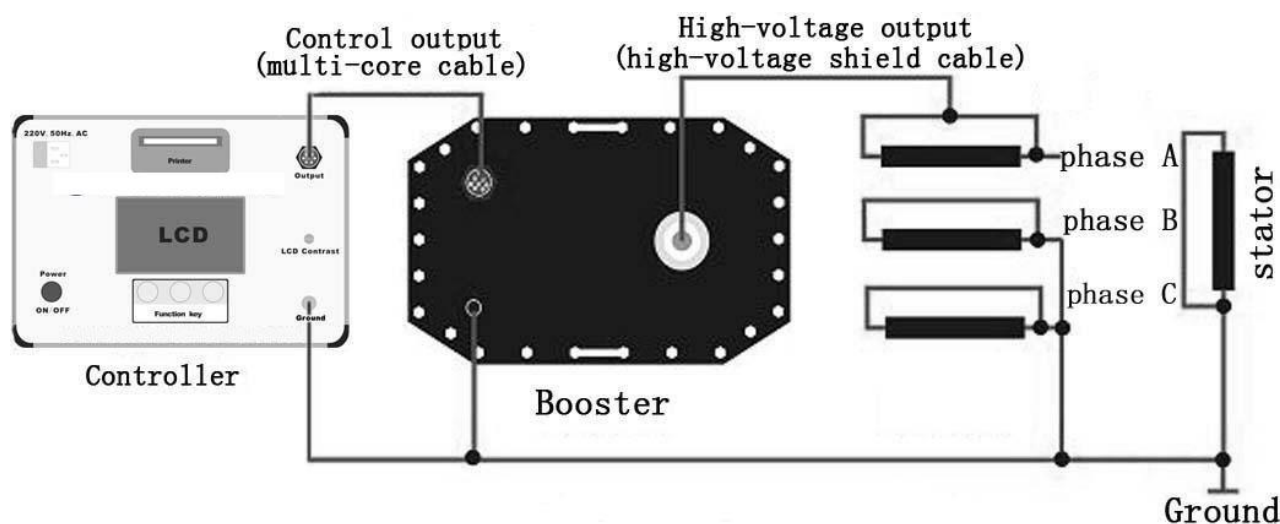 Control output
(multi-core cable)
High-voltage output
(high-voltage shield cable)
220V. 50Hz. AC
Printer
Output
LCD
LCD Contrast
Power
ON/OFF
Function key
Ground
Controller
Booster
phase A
phase B
phase C
stator
Ground